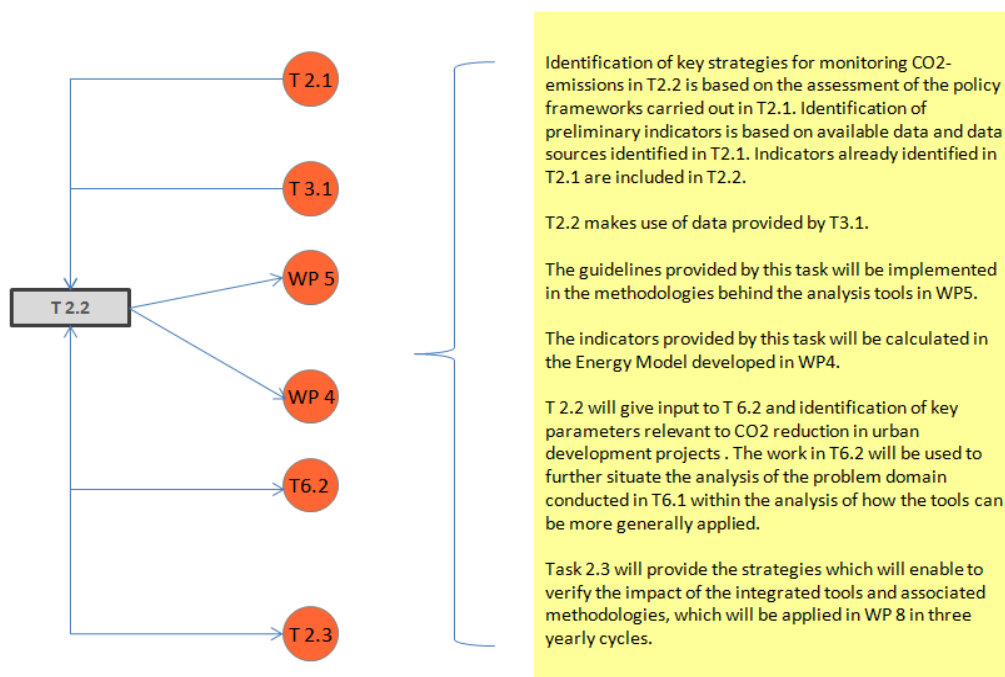 T 2.1
T 3.1
WP 5
T 2.2
WP 4
T6.2
T 2.3
Identification of key strategies for monitoring CO2-
emissions in T2.2 is based on the assessment of the policy
frameworks carried out in T2.1. Identification of
preliminary indicators is based on available data and data
sources identified in T2.1. Indicators already identified in
T2.1 are included in T2.2.
T2.2 makes use of data provided by T3.1.
The guidelines provided by this task will be implemented
in the methodologies behind the analysis tools in WP5.
The indicators provided by this task will be calculated in
the Energy Model developed in WP4.
T 2.2 will give input to T 6.2 and identification of key
parameters relevant to CO2 reduction in urban
development projects . The work in T6.2 will be used to
further situate the analysis of the problem domain
conducted in T6.1 within the analysis of how the tools can
be more generally applied.
Task 2.3 will provide the strategies which will enable to
verify the impact of the integrated tools and associated
methodologies, which will be applied in WP 8 in three
yearly cycles.